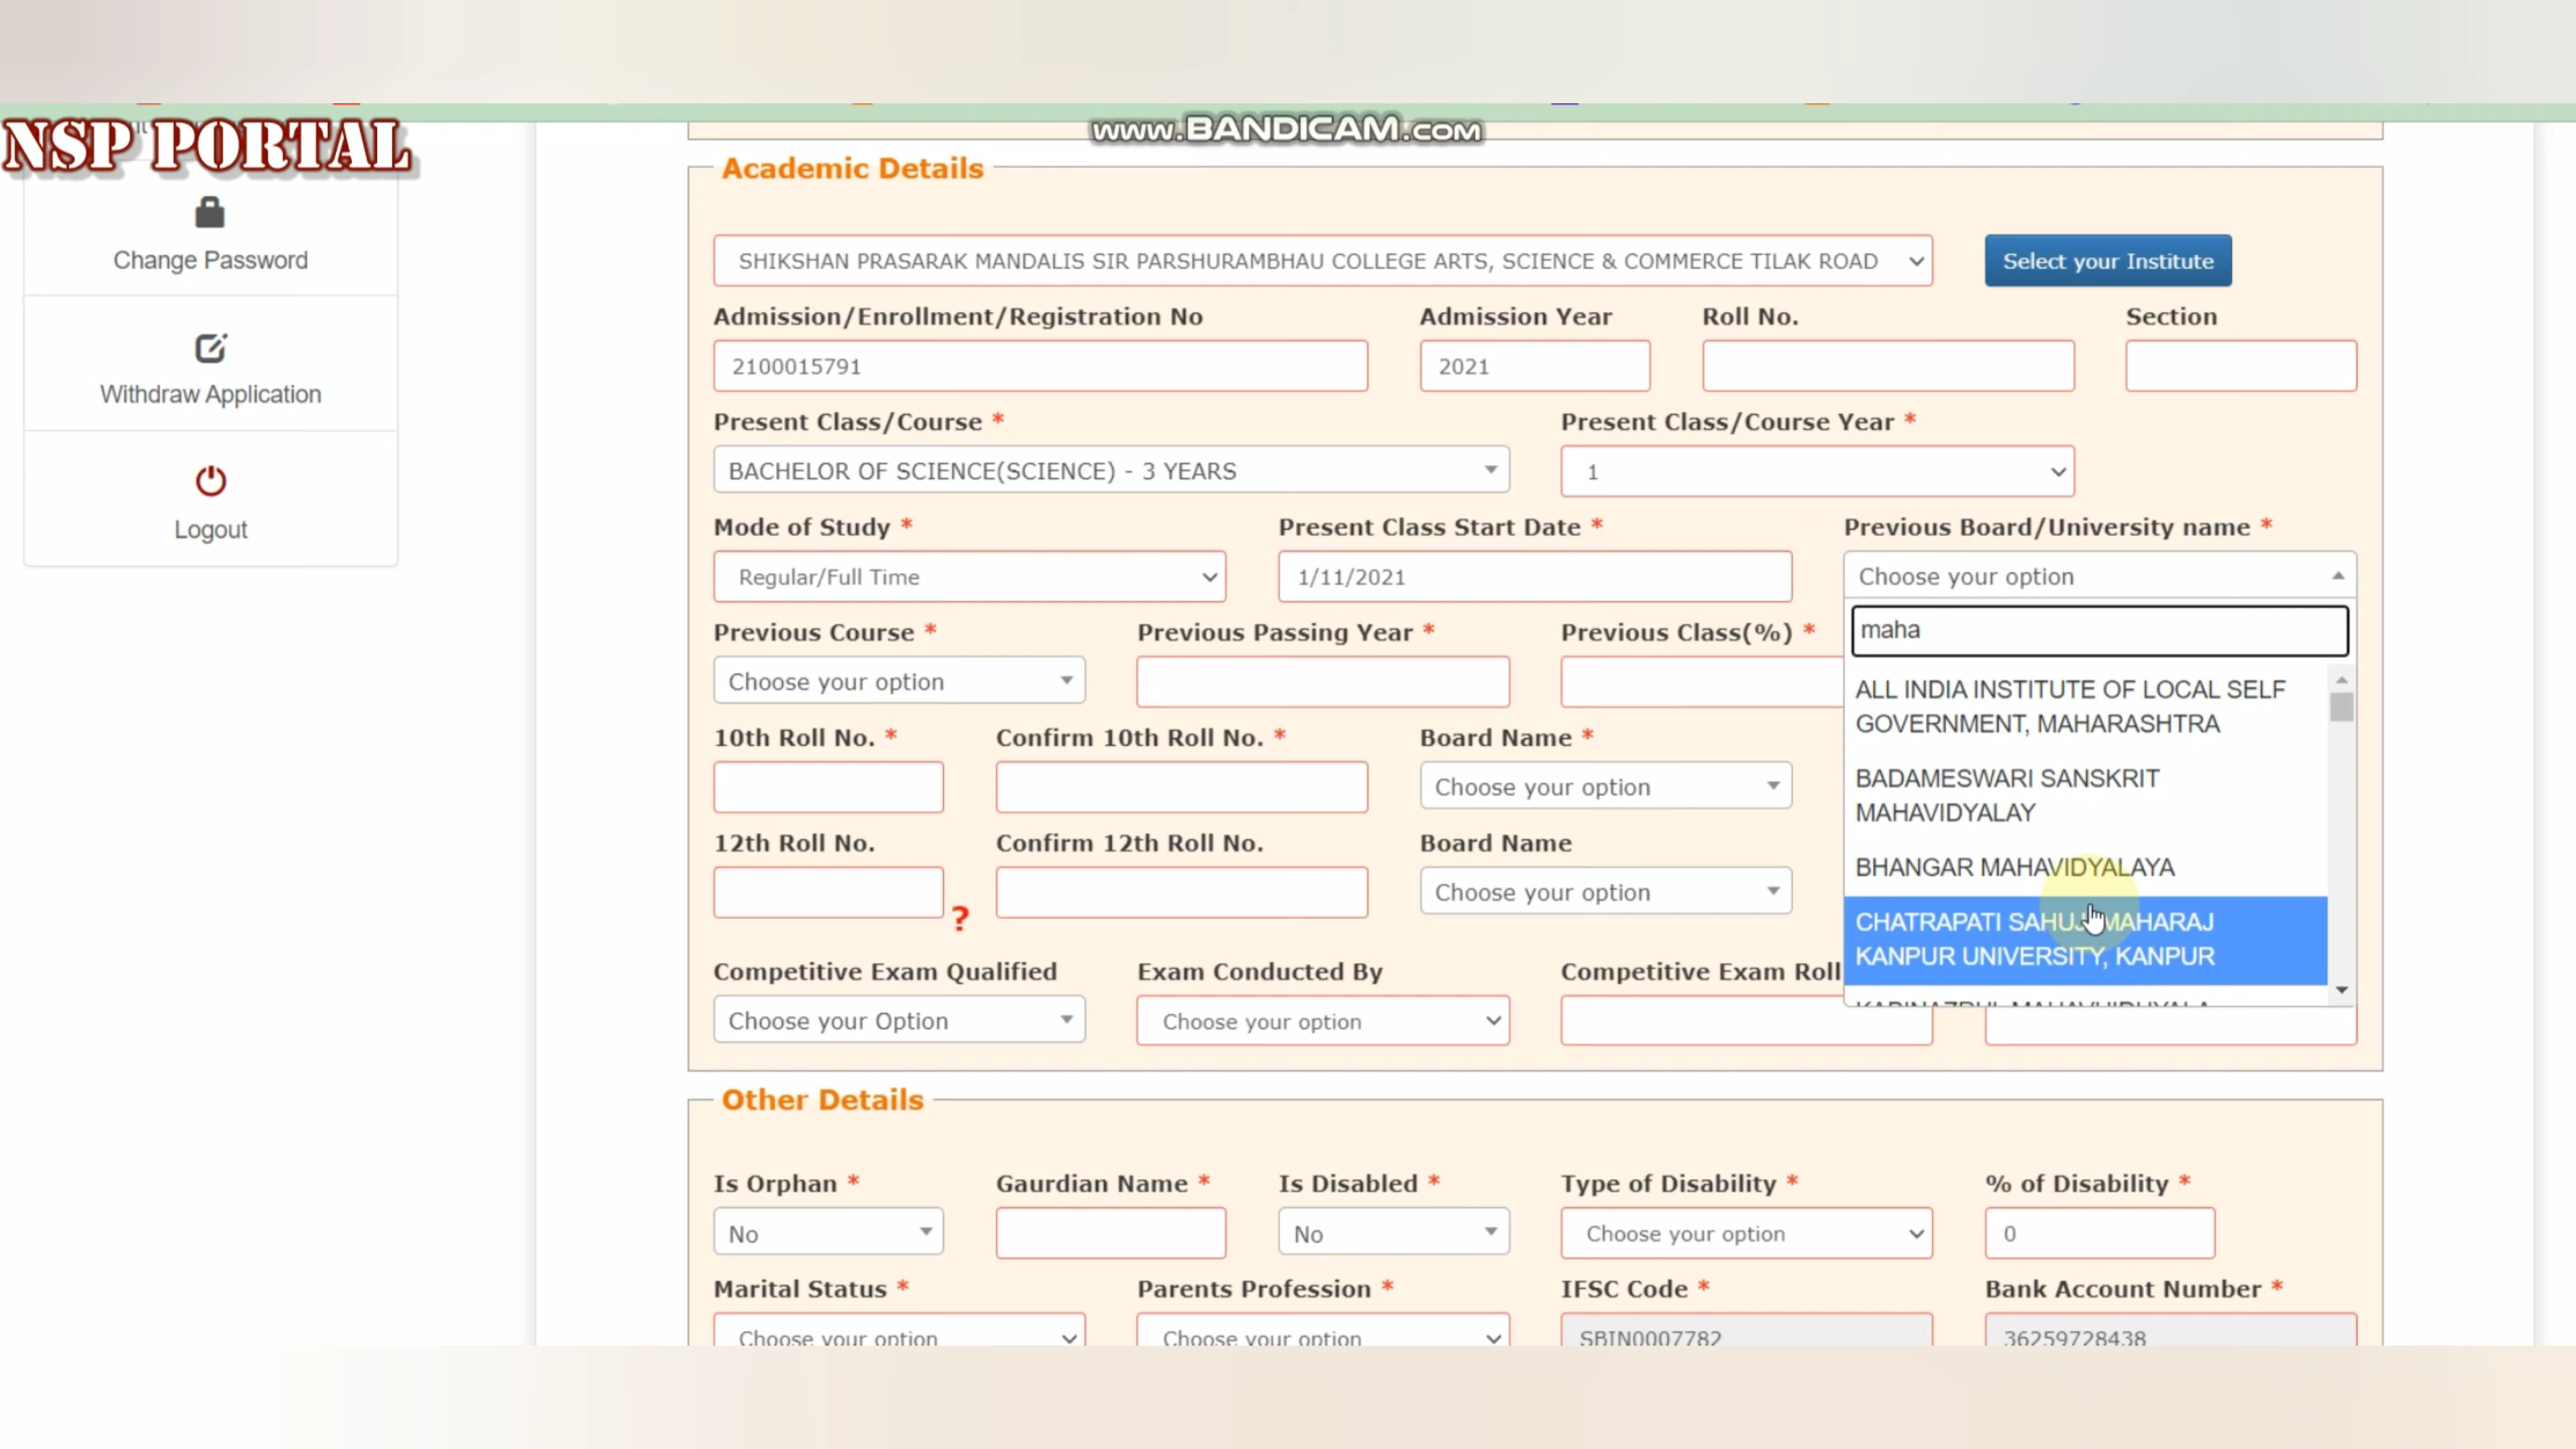 www.BANDICAM.com
NSP PORTAL
Change Password
Withdraw Application
Logout
Academic Details
SHIKSHAN PRASARAK MANDALIS SIR PARSHURAMBHAU COLLEGE ARTS, SCIENCE & COMMERCE TILAK ROAD
Select your Institute
Admission/Enrollment/Registration No
Admission Year
Roll No.
Section
2100015791
2021
Present Class/Course *
Present Class/Course Year *
BACHELOR OF SCIENCE(SCIENCE) - 3 YEARS
1
Mode of Study *
Present Class Start Date *
Previous Board/University name *
Regular/Full Time
1/11/2021
Choose your option
maha
ALL INDIA INSTITUTE OF LOCAL SELF
GOVERNMENT, MAHARASHTRA
BADAMESWARI SANSKRIT
MAHAVIDYALAY
BHANGAR MAHAVIDYALAYA
CHATRAPATI SAHUJI MAHARAJ
KANPUR UNIVERSITY, KANPUR
Previous Course *
Previous Passing Year *
Previous Class(%) *
Choose your option
10th Roll No. *
Confirm 10th Roll No. *
Board Name *
Choose your option
12th Roll No.
Confirm 12th Roll No.
Board Name
?
Choose your option
Competitive Exam Qualified
Exam Conducted By
Competitive Exam Roll
Choose your Option
Choose your option
Other Details
Is Orphan *
Gaurdian Name *
Is Disabled *
Type of Disability *
% of Disability *
No
No
Choose your option
0
Marital Status *
Parents Profession *
IFSC Code *
Bank Account Number *
Choose your option
Choose your option
SBIN0007782
36259728438